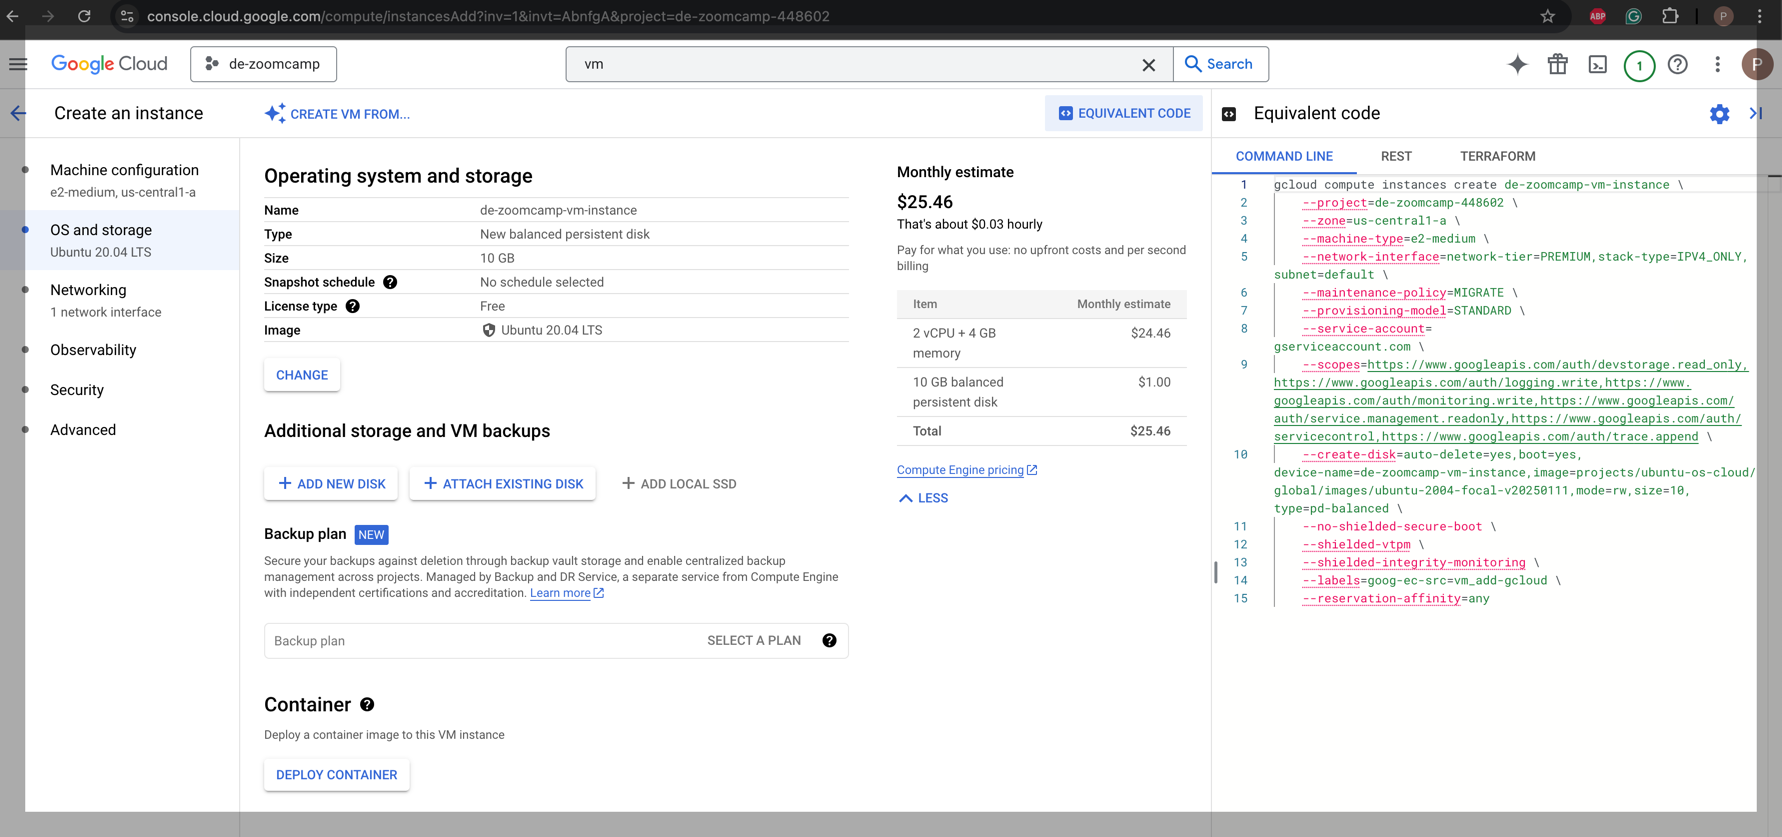 console.cloud.google.com/compute/instancesAdd?inv=1&invt=AbnfgA&project=de-zoomcamp-448602
ABP
P
Google Cloud
de-zoomcamp
vm
Search
1
P
Create an instance
CREATE VM FROM...
EQUIVALENT CODE
Machine configuration
e2-medium, us-central1-a
OS and storage
Ubuntu 20.04 LTS
Networking
1 network interface
Observability
Security
Advanced
Operating system and storage
Name de-zoomcamp-vm-instance
Type New balanced persistent disk
Size 10 GB
Snapshot schedule No schedule selected
License type Free
Image Ubuntu 20.04 LTS
CHANGE
Additional storage and VM backups
ADD NEW DISK
ATTACH EXISTING DISK
ADD LOCAL SSD
Backup plan NEW
Secure your backups against deletion through backup vault storage and enable centralized backup
management across projects. Managed by Backup and DR Service, a separate service from Compute Engine
with independent certifications and accreditation. Learn more
Backup plan SELECT A PLAN
Container
Deploy a container image to this VM instance
DEPLOY CONTAINER
Monthly estimate
$25.46
That's about $0.03 hourly
Pay for what you use: no upfront costs and per second
billing
Item Monthly estimate
2 vCPU + 4 GB $24.46
memory
10 GB balanced $1.00
persistent disk
Total $25.46
Compute Engine pricing
LESS
Equivalent code
COMMAND LINE REST TERRAFORM
1 gcloud compute instances create de-zoomcamp-vm-instance \
2 --project=de-zoomcamp-448602 \
3 --zone=us-central1-a \
4 --machine-type=e2-medium \
5 --network-interface=network-tier=PREMIUM,stack-type=IPV4_ONLY,
subnet=default \
6 --maintenance-policy=MIGRATE \
7 --provisioning-model=STANDARD \
8 --service-account=
gserviceaccount.com \
9 --scopes=https://www.googleapis.com/auth/devstorage.read_only,
https://www.googleapis.com/auth/logging.write,https://www.
googleapis.com/auth/monitoring.write,https://www.googleapis.com/
auth/service.management.readonly,https://www.googleapis.com/auth/
servicecontrol,https://www.googleapis.com/auth/trace.append \
10 --create-disk=auto-delete=yes,boot=yes,
device-name=de-zoomcamp-vm-instance,image=projects/ubuntu-os-cloud/
global/images/ubuntu-2004-focal-v20250111,mode=rw,size=10,
type=pd-balanced \
11 --no-shielded-secure-boot \
12 --shielded-vtpm \
13 --shielded-integrity-monitoring \
14 --labels=goog-ec-src=vm_add-gcloud \
15 --reservation-affinity=any